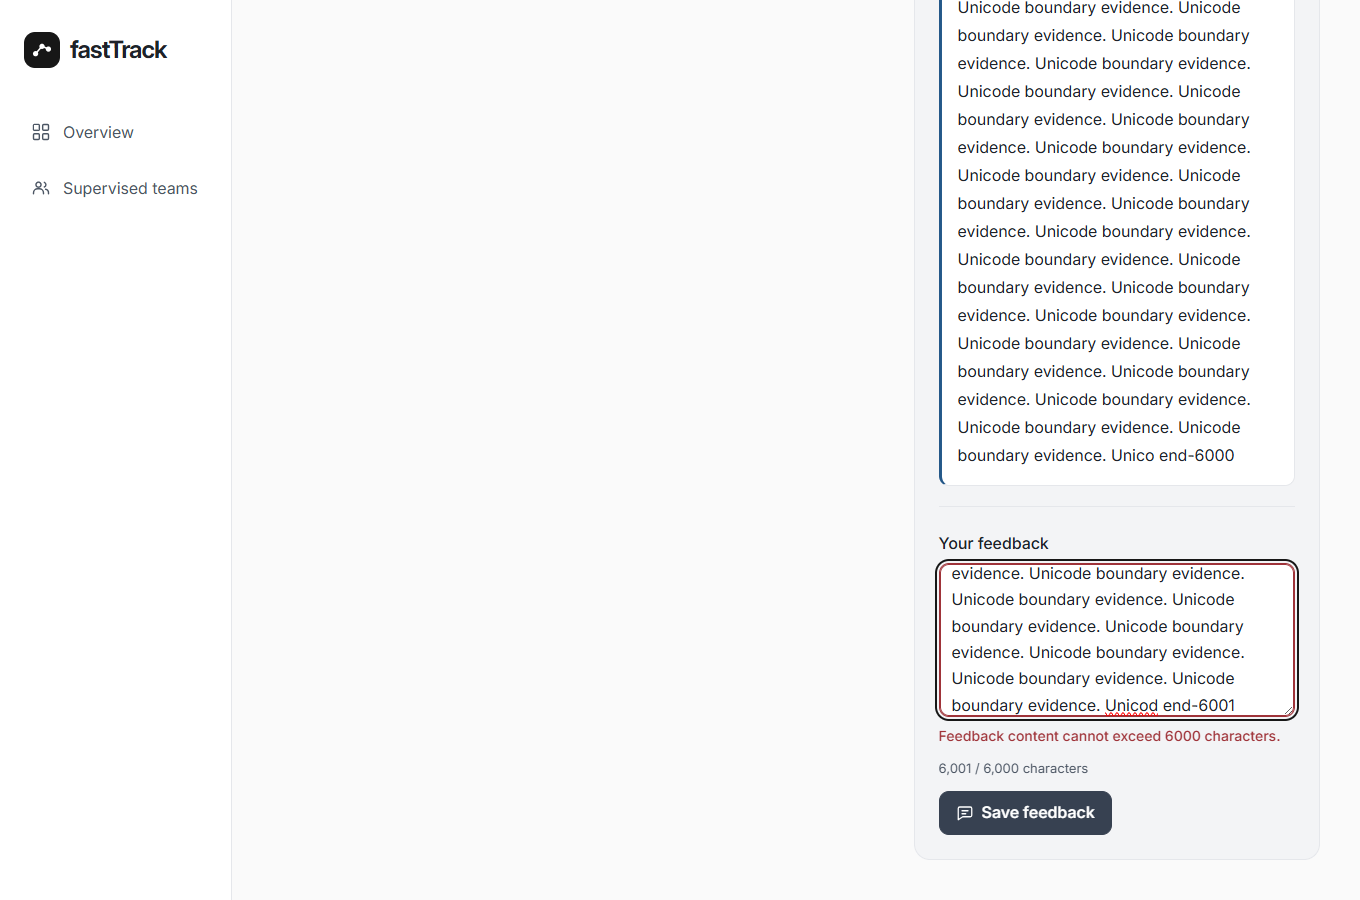 fastTrack
Overview
Supervised teams
Unicode boundary evidence. Unicode
boundary evidence. Unicode boundary
evidence. Unicode boundary evidence.
Unicode boundary evidence. Unicode
boundary evidence. Unicode boundary
evidence. Unicode boundary evidence.
Unicode boundary evidence. Unicode
boundary evidence. Unicode boundary
evidence. Unicode boundary evidence.
Unicode boundary evidence. Unicode
boundary evidence. Unicode boundary
evidence. Unicode boundary evidence.
Unicode boundary evidence. Unicode
boundary evidence. Unicode boundary
evidence. Unicode boundary evidence.
Unicode boundary evidence. Unicode
boundary evidence. Unico end-6000
Your feedback
evidence. Unicode boundary evidence.
Unicode boundary evidence. Unicode
boundary evidence. Unicode boundary
evidence. Unicode boundary evidence.
Unicode boundary evidence. Unicode
boundary evidence. Unicod end-6001
Feedback content cannot exceed 6000 characters.
6,001 / 6,000 characters
Save feedback